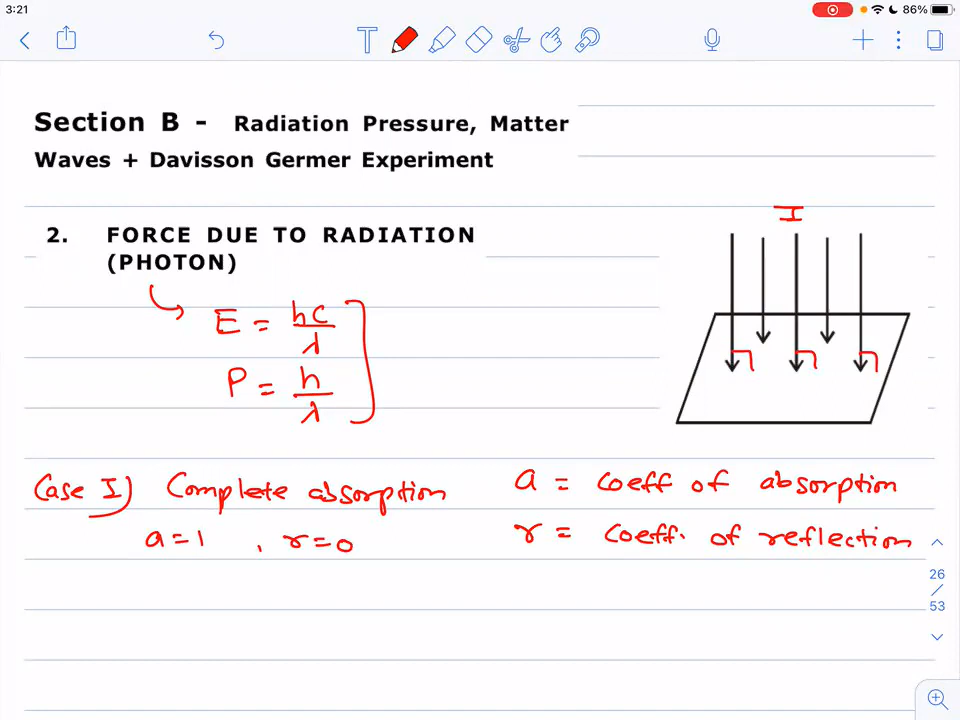 3:21
86%
Section B - Radiation Pressure, Matter
Waves + Davisson Germer Experiment
2. FORCE DUE TO RADIATION
(PHOTON)
I
E = hc/λ
P = h/λ
Case I) Complete absorption
a = 1 , r = 0
a = coeff of absorption
r = coeff. of reflection
26
/
53